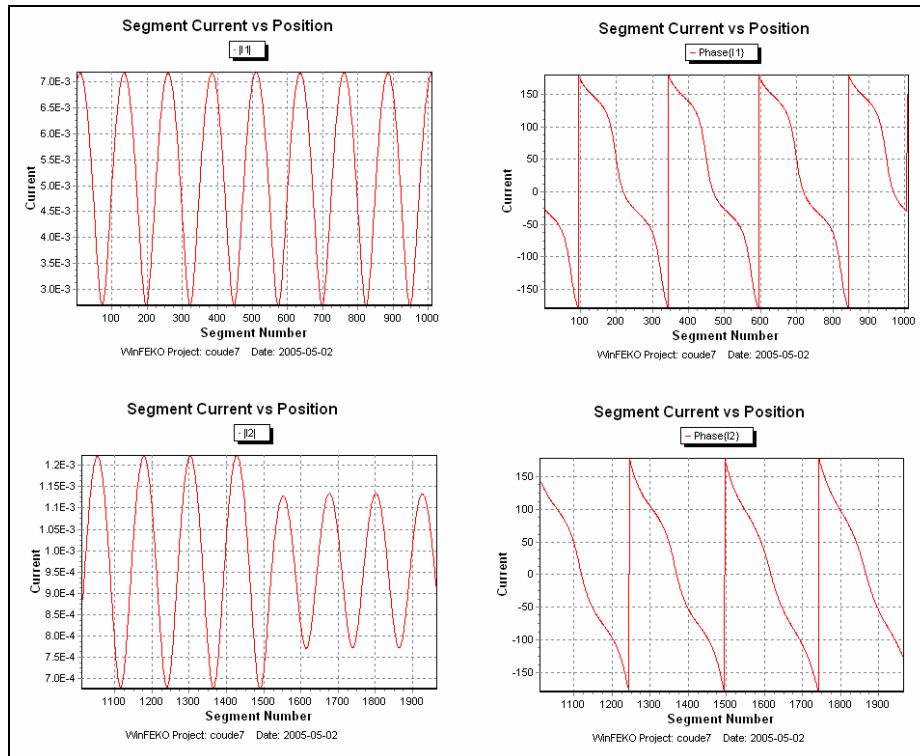 Segment Current vs Position
- |I1|
7.0E-3
6.5E-3
6.0E-3
5.5E-3
5.0E-3
4.5E-3
4.0E-3
3.5E-3
3.0E-3
Current
100 200 300 400 500 600 700 800 900 1000
Segment Number
WinFEKO Project: coude7 Date: 2005-05-02
Segment Current vs Position
- Phase{I1}
150
100
50
0
-50
-100
-150
Current
100 200 300 400 500 600 700 800 900 1000
Segment Number
WinFEKO Project: coude7 Date: 2005-05-02
Segment Current vs Position
- |I2|
1.2E-3
1.15E-3
1.1E-3
1.05E-3
1.0E-3
9.5E-4
9.0E-4
8.5E-4
8.0E-4
7.5E-4
7.0E-4
Current
1100 1200 1300 1400 1500 1600 1700 1800 1900
Segment Number
WinFEKO Project: coude7 Date: 2005-05-02
Segment Current vs Position
- Phase{I2}
150
100
50
0
-50
-100
-150
Current
1100 1200 1300 1400 1500 1600 1700 1800 1900
Segment Number
WinFEKO Project: coude7 Date: 2005-05-02